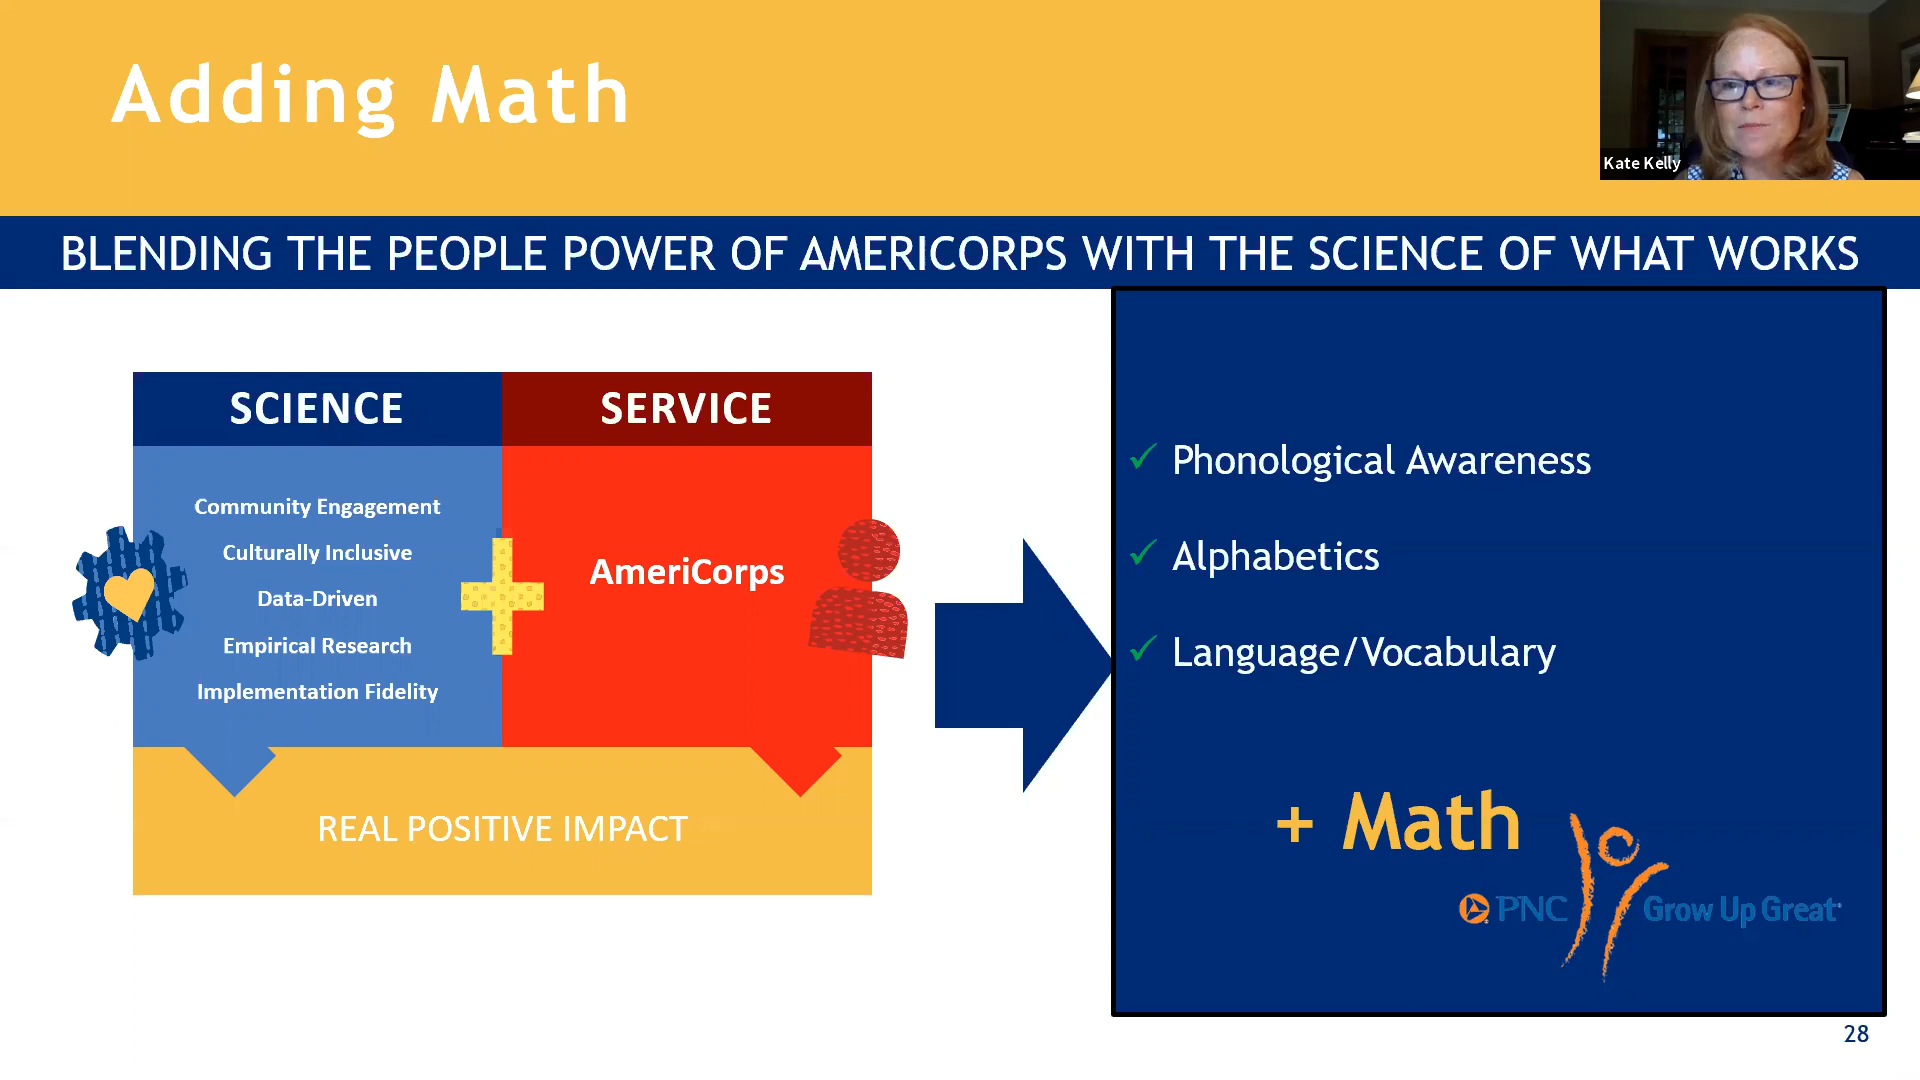 Adding Math
Kate Kelly
BLENDING THE PEOPLE POWER OF AMERICORPS WITH THE SCIENCE OF WHAT WORKS
SCIENCE
SERVICE
Community Engagement
Culturally Inclusive
Data-Driven
Empirical Research
Implementation Fidelity
AmeriCorps
REAL POSITIVE IMPACT
Phonological Awareness
Alphabetics
Language/Vocabulary
+ Math
PNC Grow Up Great
28